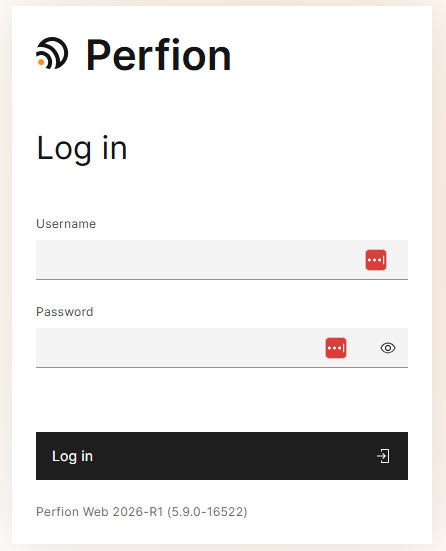 Perfion
Log in
Username
Password
Log in
Perfion Web 2026-R1 (5.9.0-16522)